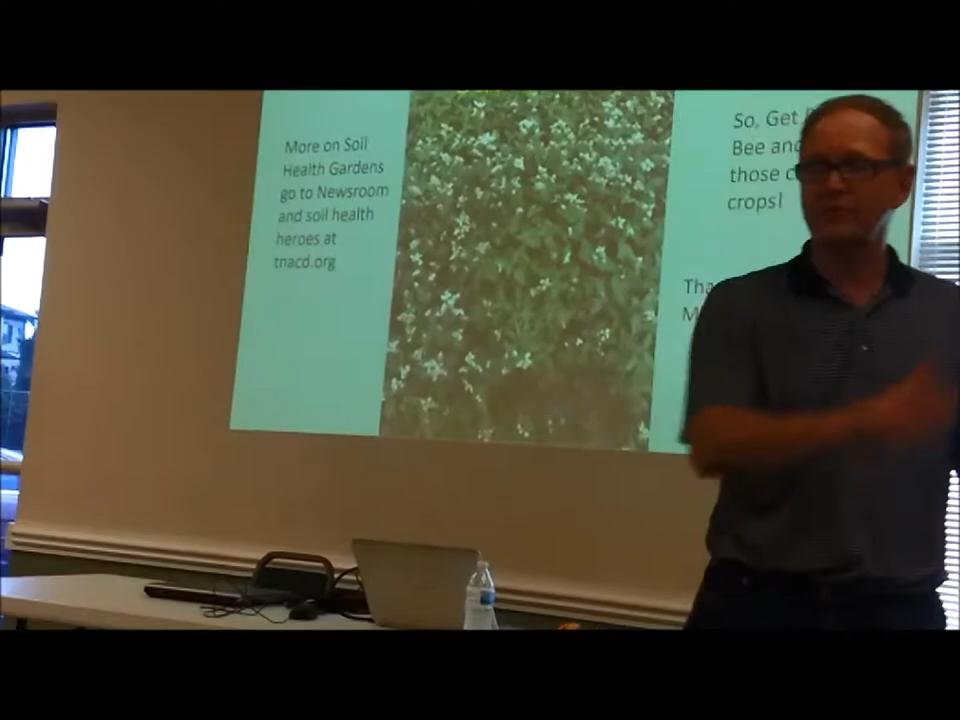 More on Soil
Health Gardens
go to Newsroom
and soil health
heroes at
tnacd.org
So, Get
Bee and
those
crops!